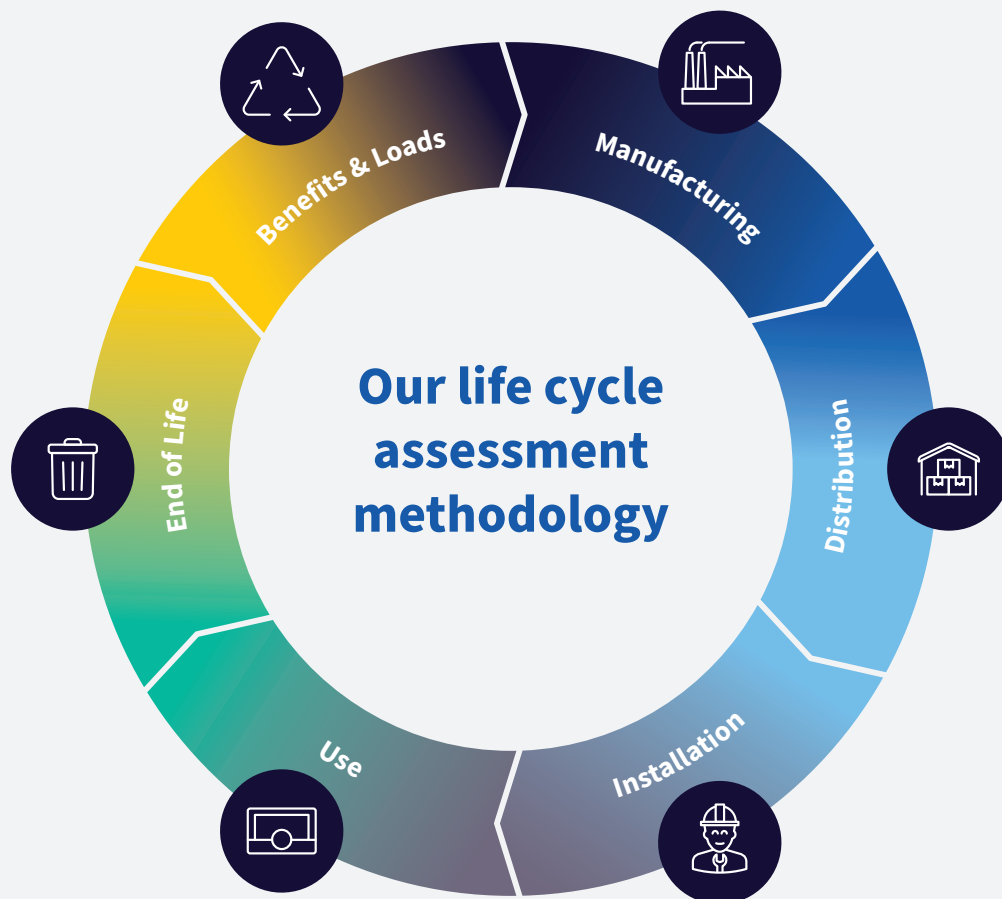 Our life cycle
assessment
methodology
Manufacturing
Distribution
Installation
Use
End of Life
Benefits & Loads